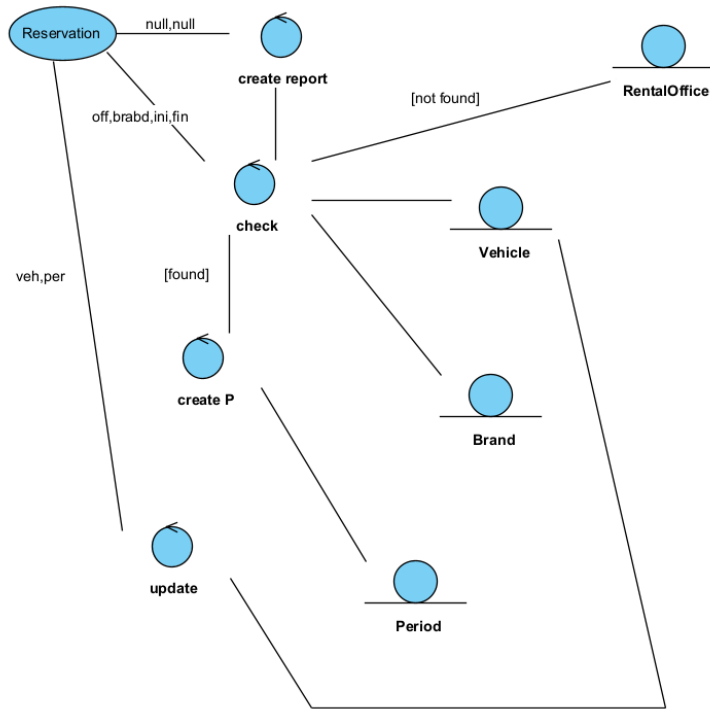 Reservation
null,null
create report
RentalOffice
[not found]
off,brabd,ini,fin
check
Vehicle
veh,per
[found]
create P
Brand
update
Period